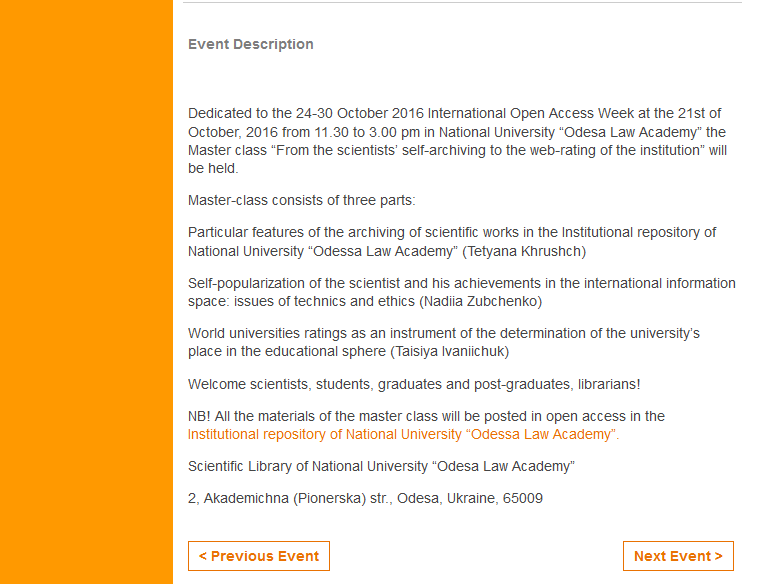 Event Description
Dedicated to the 24-30 October 2016 International Open Access Week at the 21st of
October, 2016 from 11.30 to 3.00 pm in National University “Odesa Law Academy” the
Master class “From the scientists’ self-archiving to the web-rating of the institution” will
be held.
Master-class consists of three parts:
Particular features of the archiving of scientific works in the Institutional repository of
National University “Odessa Law Academy” (Tetyana Khrushch)
Self-popularization of the scientist and his achievements in the international information
space: issues of technics and ethics (Nadiia Zubchenko)
World universities ratings as an instrument of the determination of the university’s
place in the educational sphere (Taisiya Ivaniichuk)
Welcome scientists, students, graduates and post-graduates, librarians!
NB! All the materials of the master class will be posted in open access in the
Institutional repository of National University “Odessa Law Academy”.
Scientific Library of National University “Odesa Law Academy”
2, Akademichna (Pionerska) str., Odesa, Ukraine, 65009
< Previous Event
Next Event >